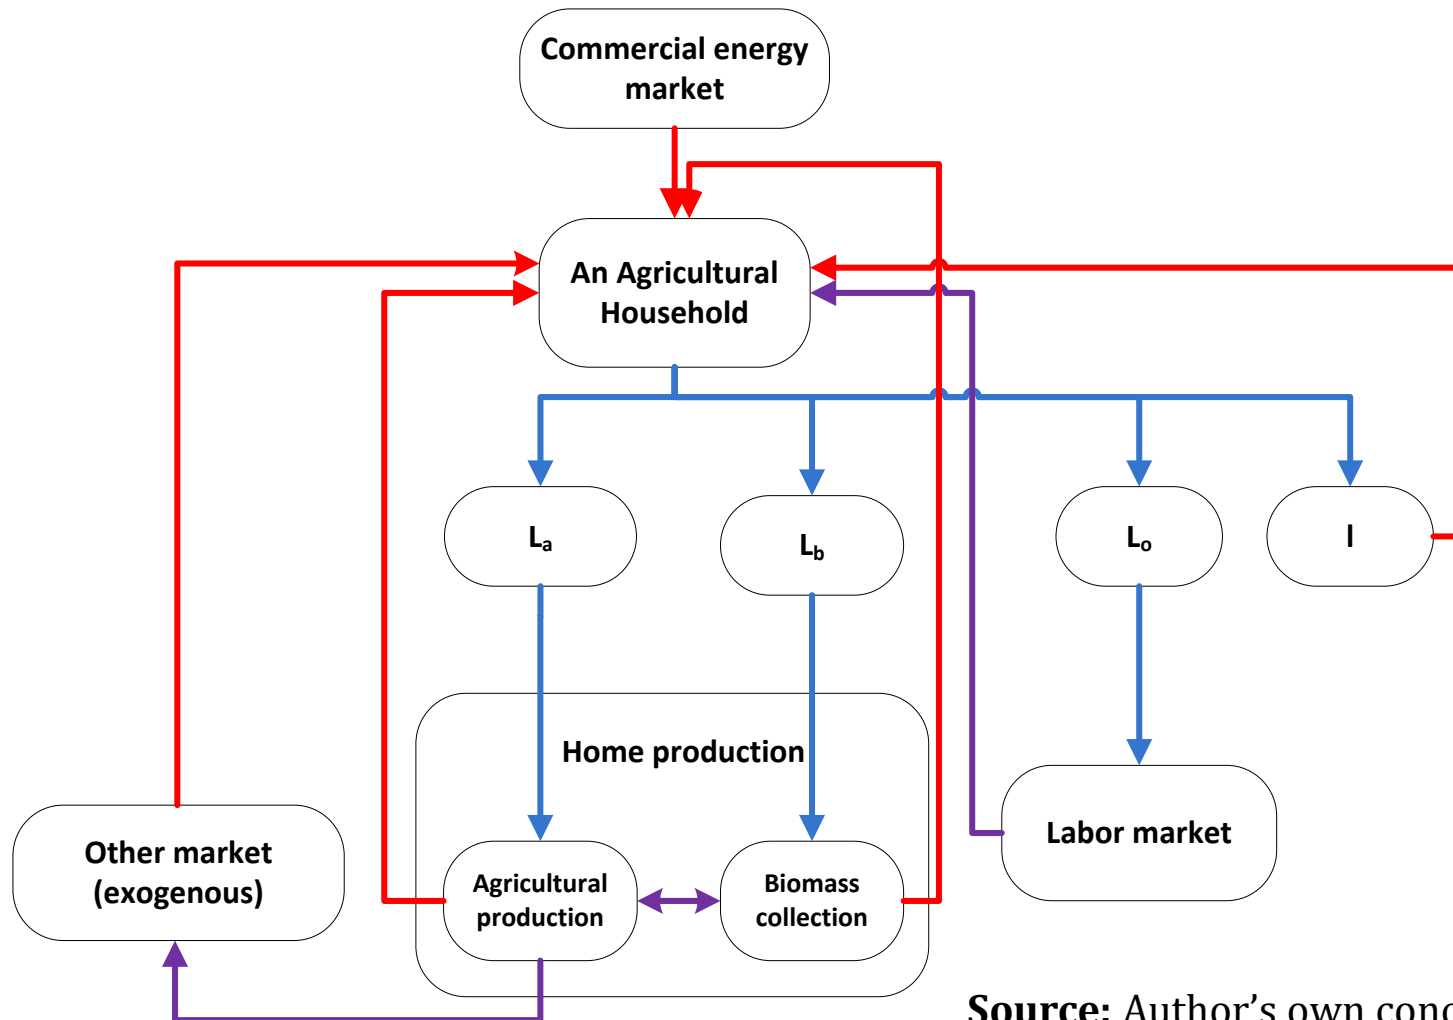 Commercial energy
market
An Agricultural
Household
Lₐ
L_b
Lₒ
l
Home production
Other market
(exogenous)
Agricultural
production
Biomass
collection
Labor market
Source: Author's own conc